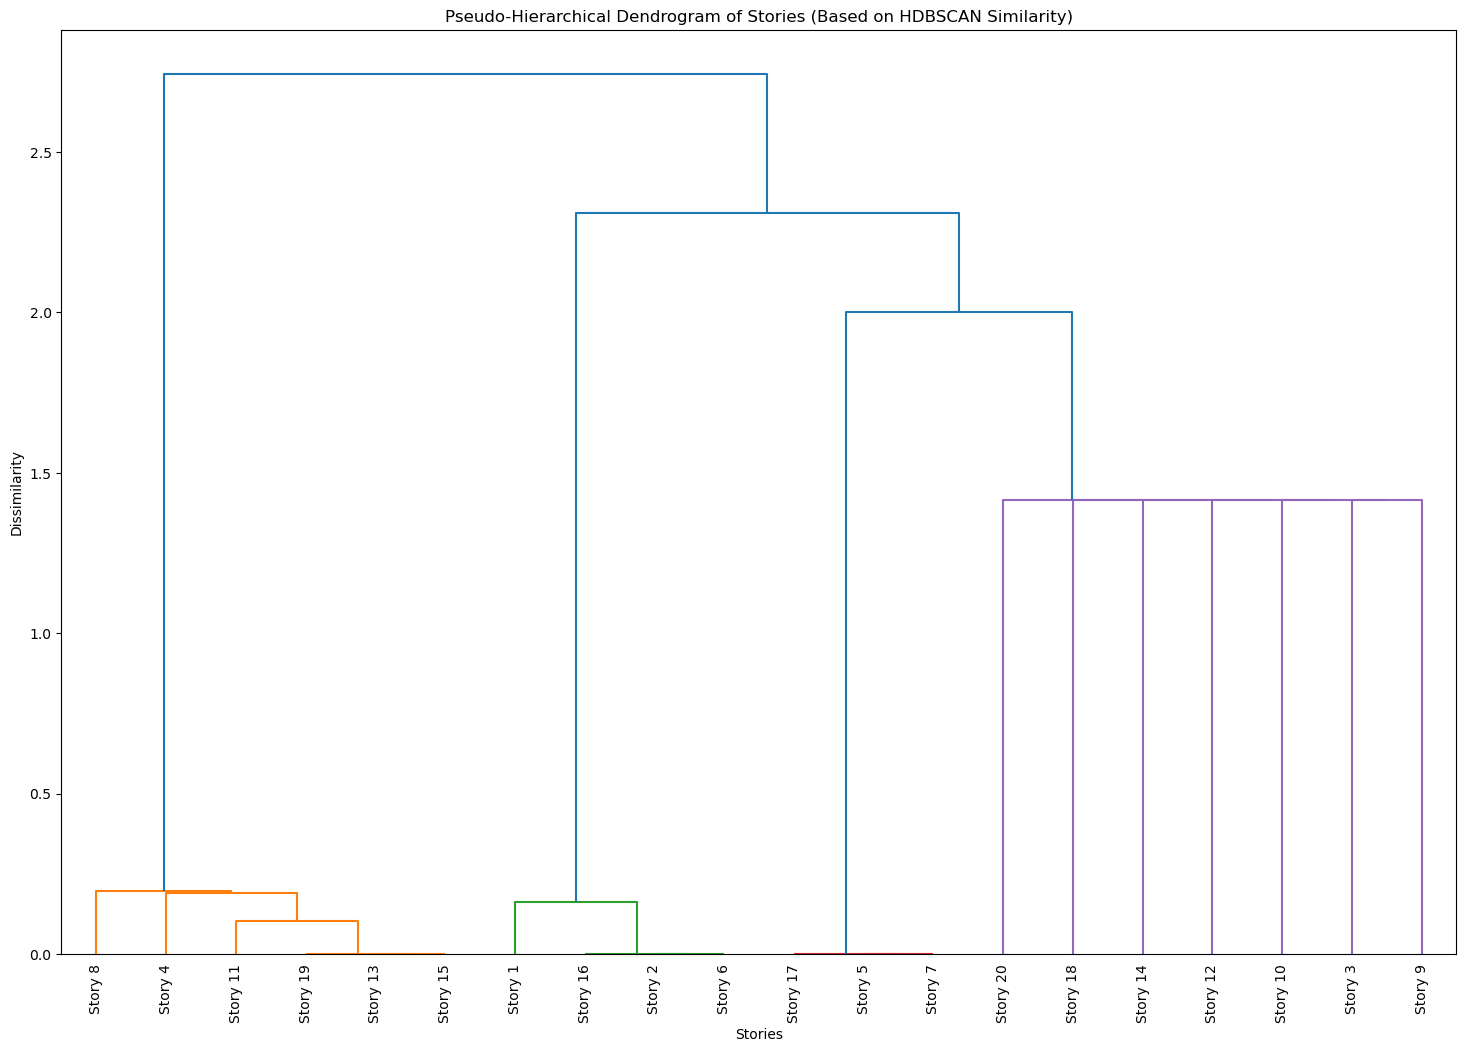 Pseudo-Hierarchical Dendrogram of Stories (Based on HDBSCAN Similarity)
2.5
2.0
1.5
1.0
0.5
0.0
Dissimilarity
Story 8
Story 4
Story 11
Story 19
Story 13
Story 15
Story 1
Story 16
Story 2
Story 6
Story 17
Story 5
Story 7
Story 20
Story 18
Story 14
Story 12
Story 10
Story 3
Story 9
Stories